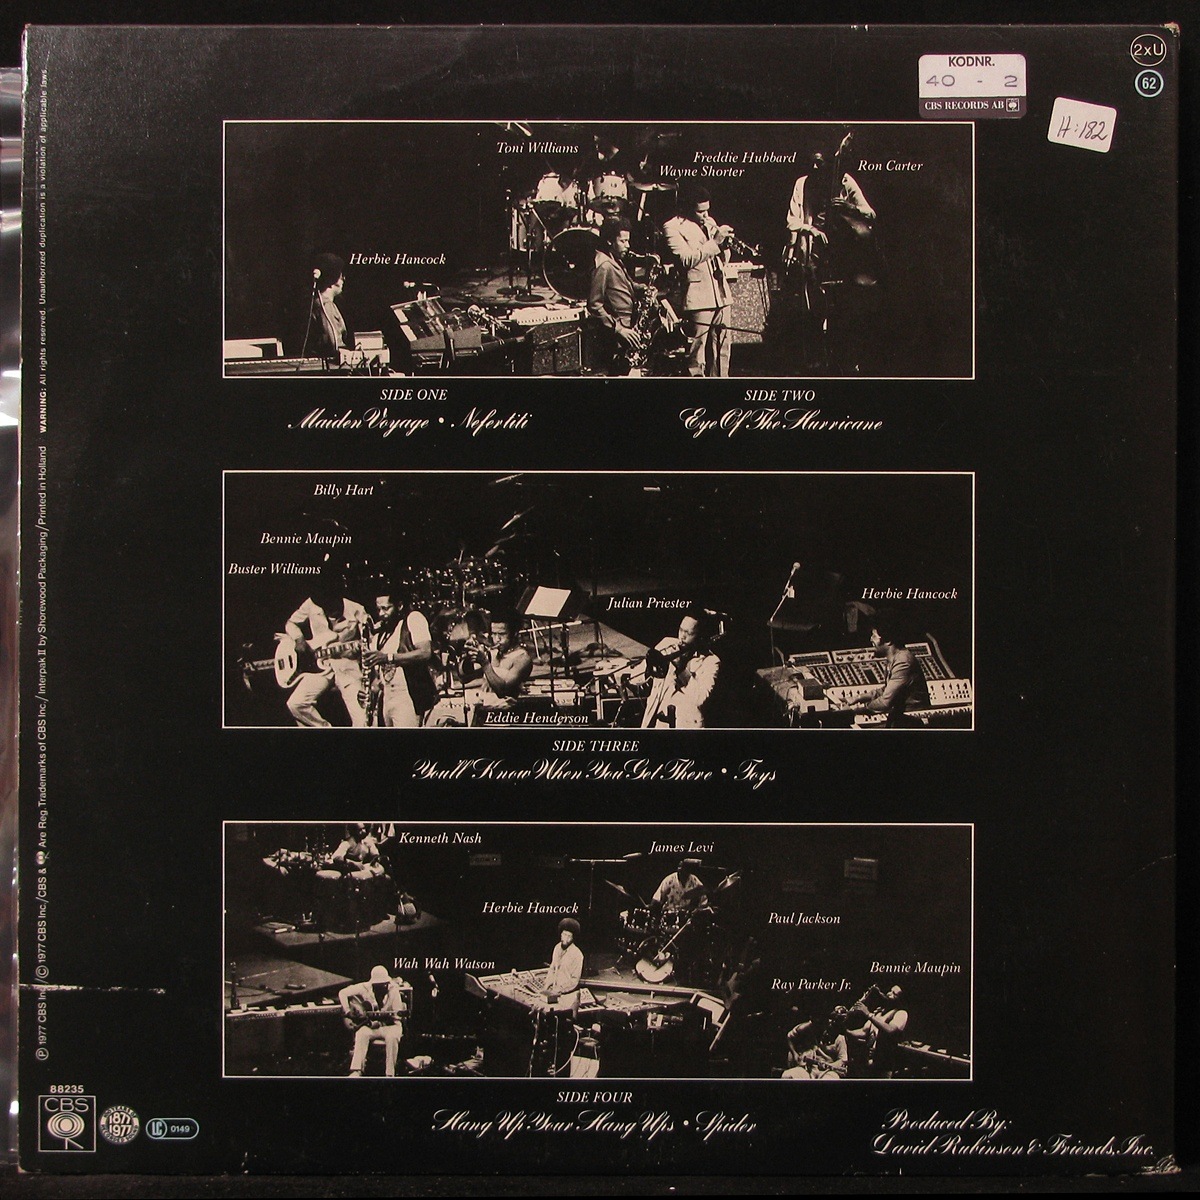 2xU
62
KODNR.
40 - 2
CBS RECORDS AB
H:182
Toni Williams
Freddie Hubbard
Wayne Shorter
Ron Carter
Herbie Hancock
SIDE ONE
Maiden Voyage • Nefertiti
SIDE TWO
Eye Of The Hurricane
Billy Hart
Bennie Maupin
Buster Williams
Julian Priester
Herbie Hancock
Eddie Henderson
SIDE THREE
You'll Know When You Get There • Toys
Kenneth Nash
James Levi
Herbie Hancock
Paul Jackson
Wah Wah Watson
Bennie Maupin
Ray Parker Jr.
SIDE FOUR
Hang Up Your Hang Ups • Spider
Produced By:
David Rubinson & Friends, Inc.
88235
CBS
1877
1977
LC 0149
℗ 1977 CBS Inc./© 1977 CBS Inc./CBS & Are Reg. Trademarks of CBS Inc./Interpak II by Shorewood Packaging/Printed in Holland WARNING: All rights reserved. Unauthorized duplication is a violation of applicable laws.